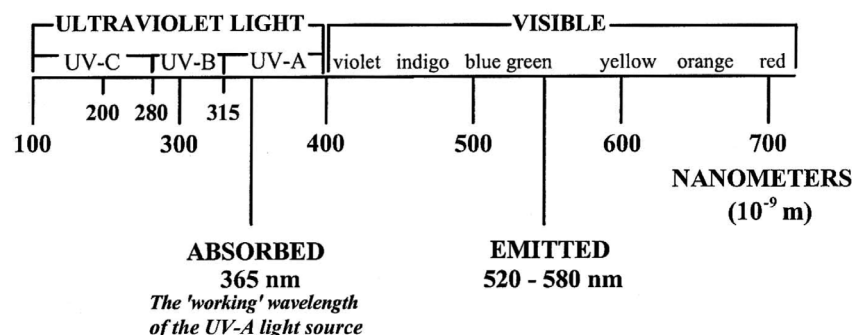 ULTRAVIOLET LIGHT VISIBLE
UV-C UV-B UV-A violet indigo blue green yellow orange red
200 280 315
100 300 400 500 600 700
NANOMETERS
(10⁻⁹ m)
ABSORBED EMITTED
365 nm 520 - 580 nm
The 'working' wavelength
of the UV-A light source